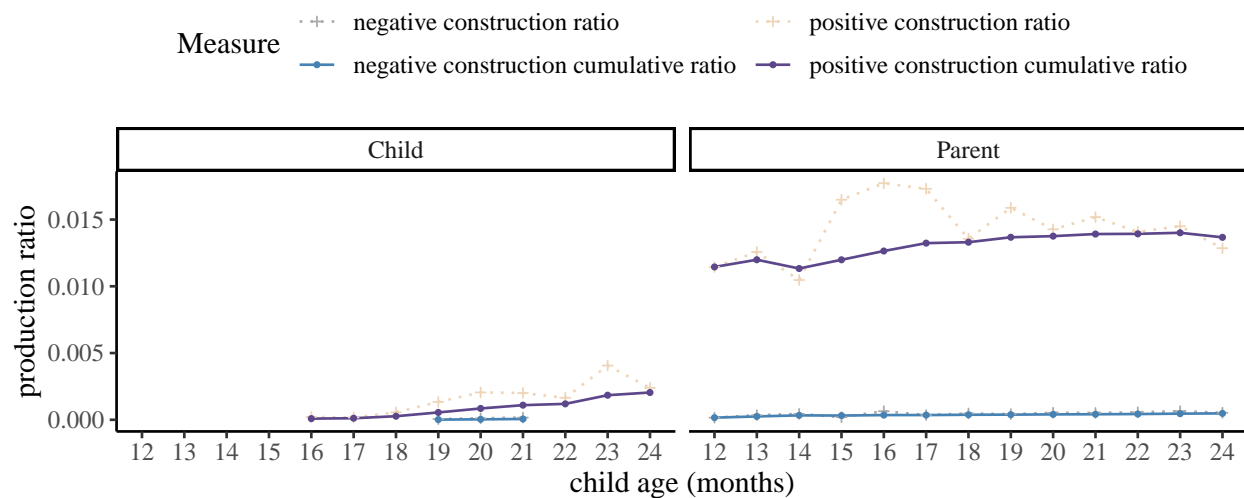 Measure
negative construction ratio
positive construction ratio
negative construction cumulative ratio
positive construction cumulative ratio
Child
Parent
production ratio
0.015
0.010
0.005
0.000
12 13 14 15 16 17 18 19 20 21 22 23 24
12 13 14 15 16 17 18 19 20 21 22 23 24
child age (months)